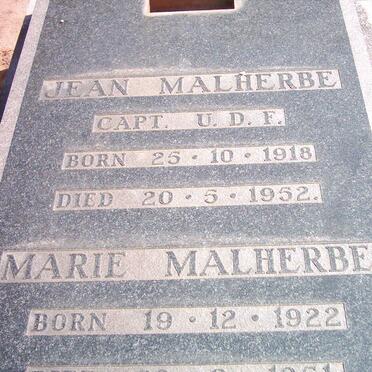 JEAN MALHERBE
CAPT. U.D.F.
BORN 25·10·1918
DIED 20·5·1952.
MARIE MALHERBE
BORN 19·12·1922